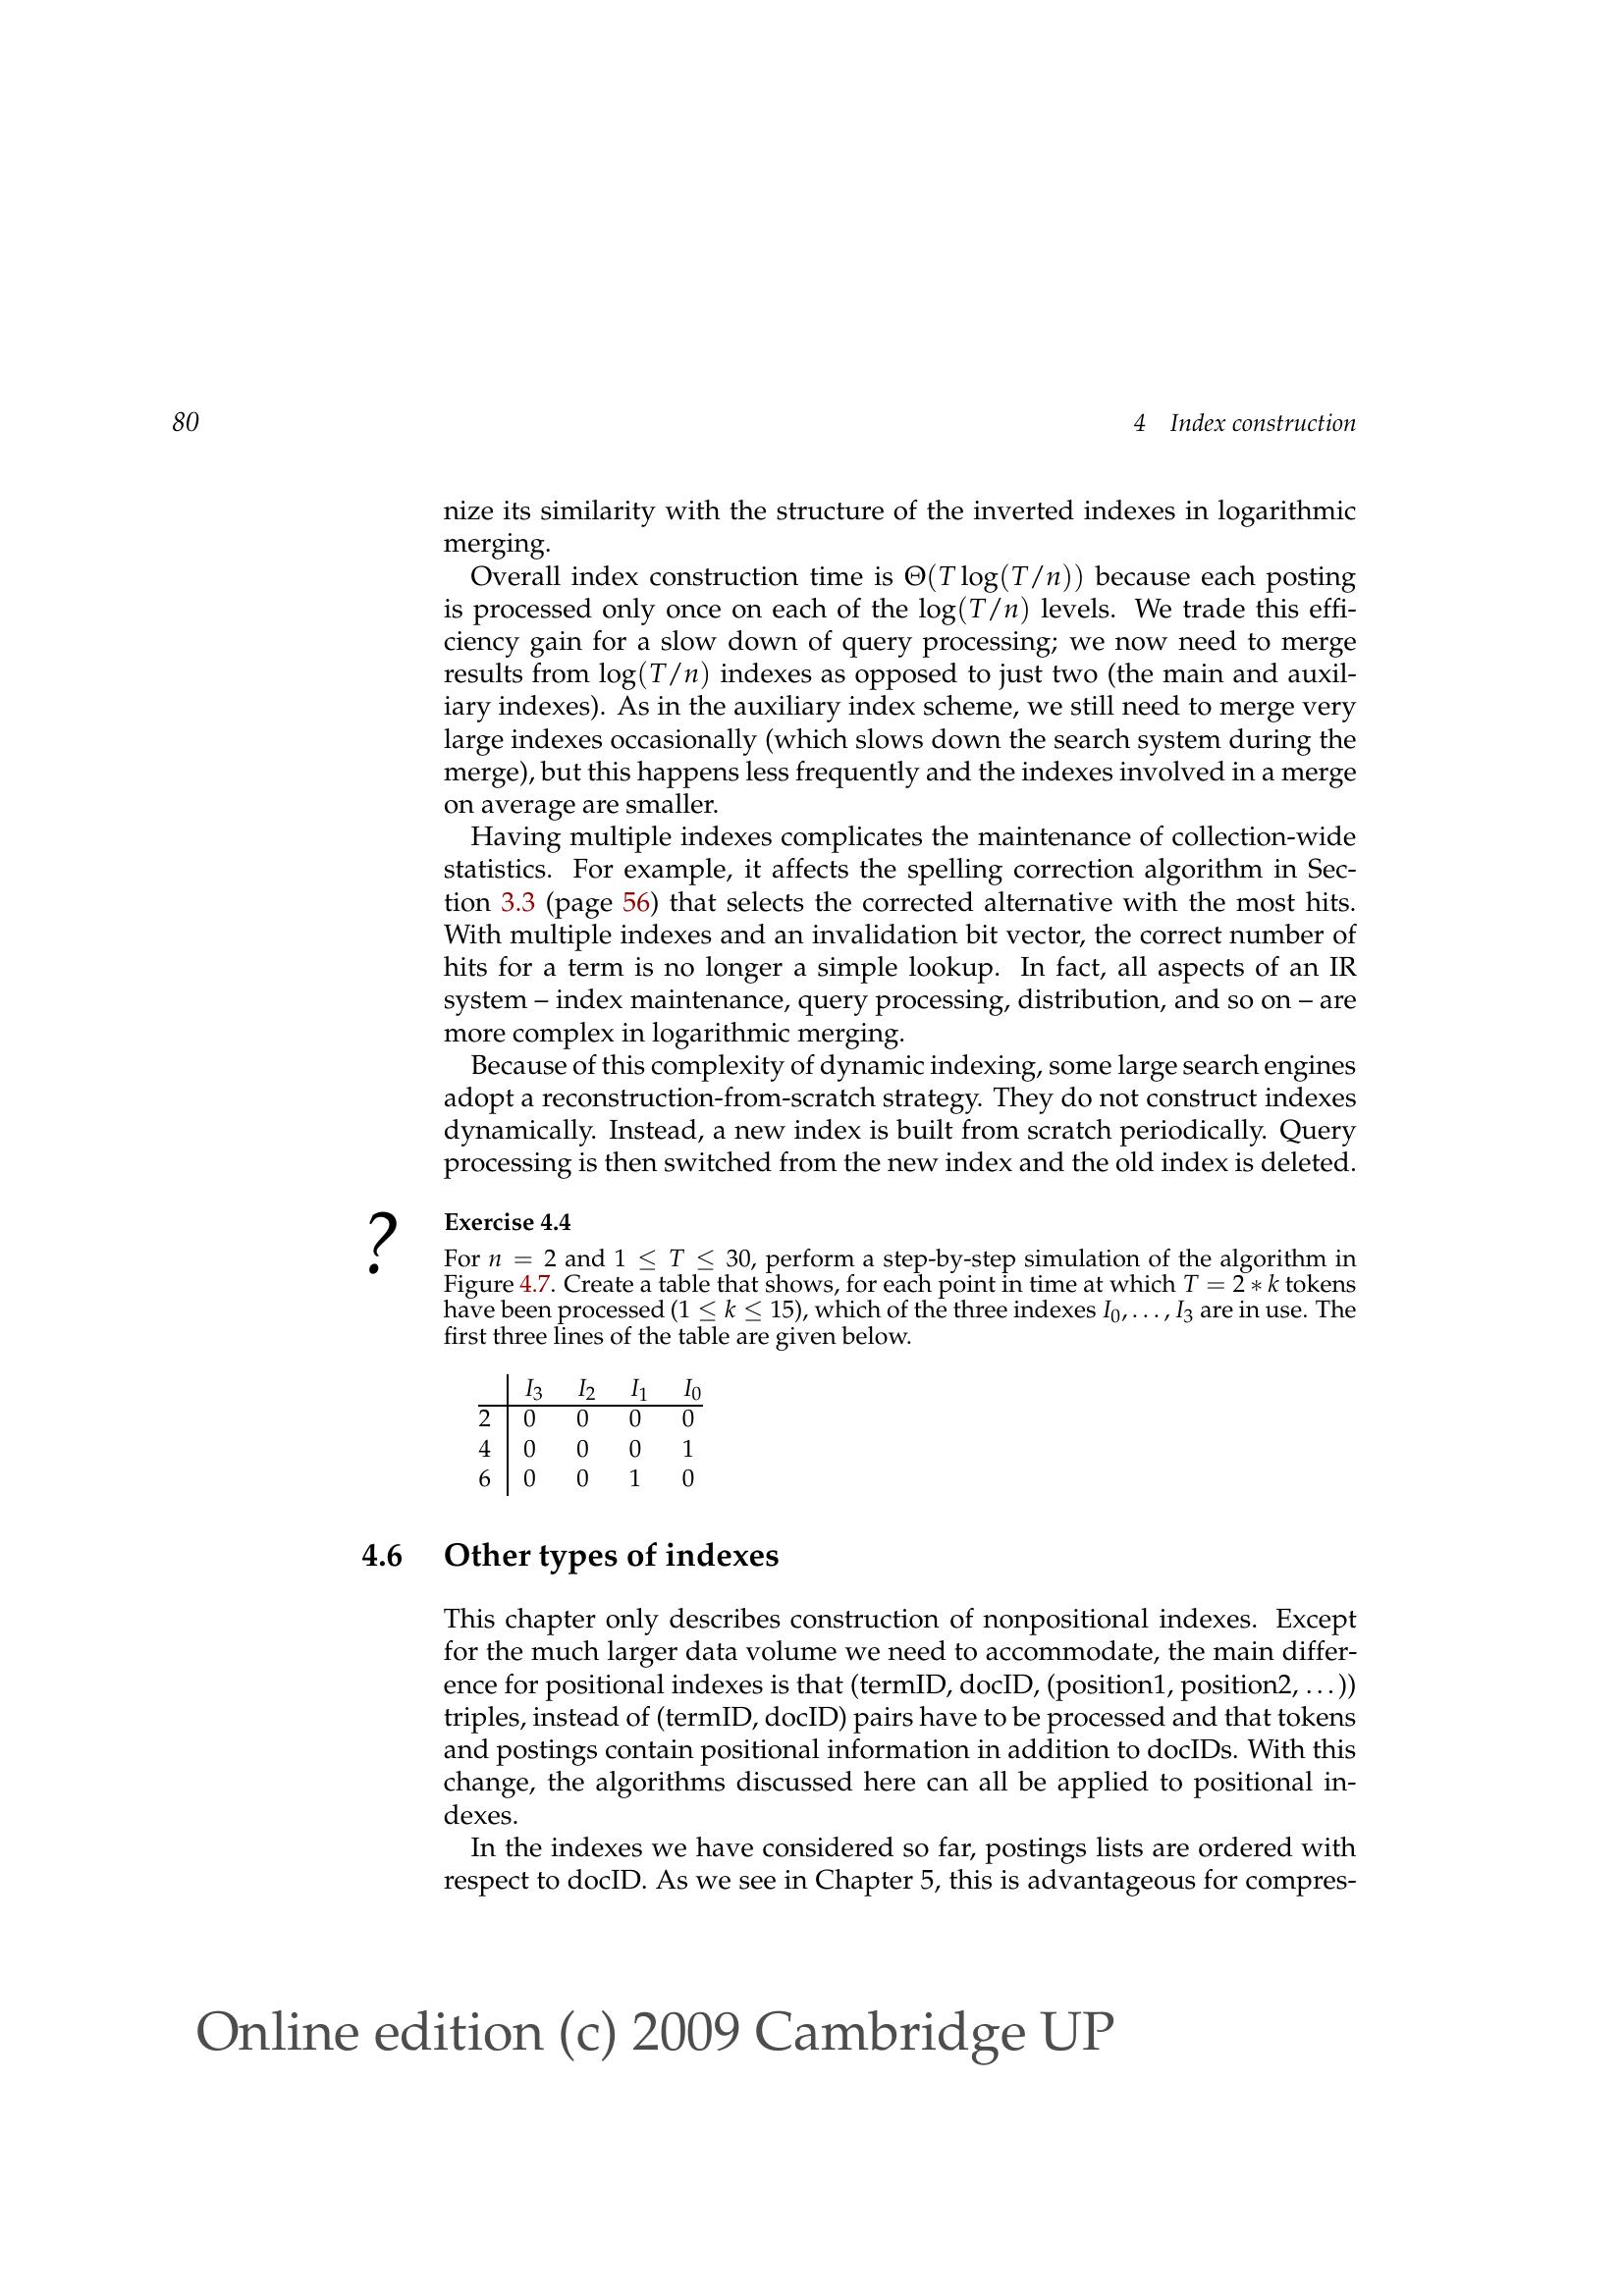 80
4 Index construction
nize its similarity with the structure of the inverted indexes in logarithmic
merging.
Overall index construction time is Θ(T log(T/n)) because each posting
is processed only once on each of the log(T/n) levels. We trade this effi-
ciency gain for a slow down of query processing; we now need to merge
results from log(T/n) indexes as opposed to just two (the main and auxil-
iary indexes). As in the auxiliary index scheme, we still need to merge very
large indexes occasionally (which slows down the search system during the
merge), but this happens less frequently and the indexes involved in a merge
on average are smaller.
Having multiple indexes complicates the maintenance of collection-wide
statistics. For example, it affects the spelling correction algorithm in Sec-
tion 3.3 (page 56) that selects the corrected alternative with the most hits.
With multiple indexes and an invalidation bit vector, the correct number of
hits for a term is no longer a simple lookup. In fact, all aspects of an IR
system – index maintenance, query processing, distribution, and so on – are
more complex in logarithmic merging.
Because of this complexity of dynamic indexing, some large search engines
adopt a reconstruction-from-scratch strategy. They do not construct indexes
dynamically. Instead, a new index is built from scratch periodically. Query
processing is then switched from the new index and the old index is deleted.
? Exercise 4.4
For n = 2 and 1 ≤ T ≤ 30, perform a step-by-step simulation of the algorithm in
Figure 4.7. Create a table that shows, for each point in time at which T = 2 ∗ k tokens
have been processed (1 ≤ k ≤ 15), which of the three indexes I₀, . . . , I₃ are in use. The
first three lines of the table are given below.
I₃ I₂ I₁ I₀
2 0 0 0 0
4 0 0 0 1
6 0 0 1 0
4.6 Other types of indexes
This chapter only describes construction of nonpositional indexes. Except
for the much larger data volume we need to accommodate, the main differ-
ence for positional indexes is that (termID, docID, (position1, position2, . . . ))
triples, instead of (termID, docID) pairs have to be processed and that tokens
and postings contain positional information in addition to docIDs. With this
change, the algorithms discussed here can all be applied to positional in-
dexes.
In the indexes we have considered so far, postings lists are ordered with
respect to docID. As we see in Chapter 5, this is advantageous for compres-
Online edition (c) 2009 Cambridge UP